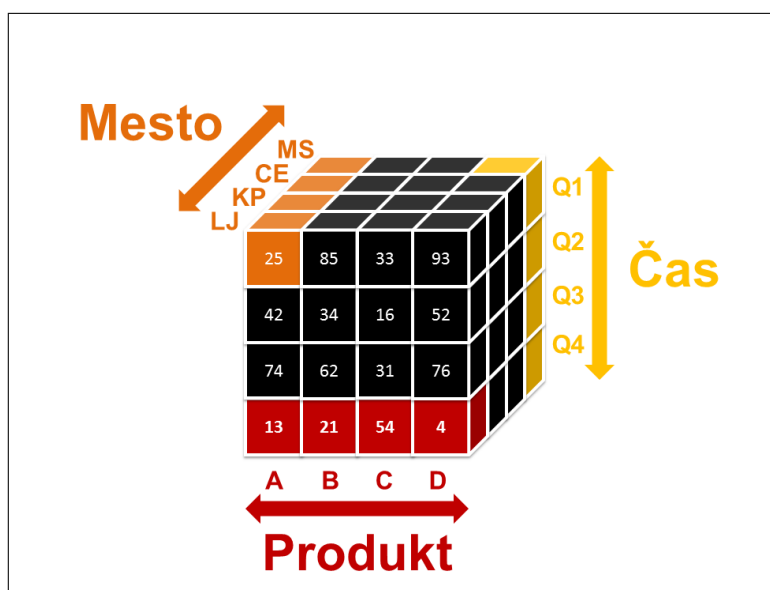 Mesto
MS
CE
KP
LJ
Q1
Q2
Q3
Q4
Čas
25 85 33 93
42 34 16 52
74 62 31 76
13 21 54 4
A B C D
Produkt